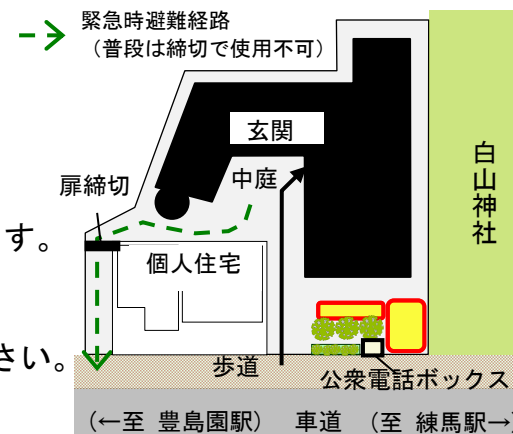 緊急時避難経路
（普段は締切で使用不可）
玄関
中庭
扉締切
白山神社
す。
個人住宅
さい。
歩道
公衆電話ボックス
（←至 豊島園駅） 車道 （至 練馬駅→）